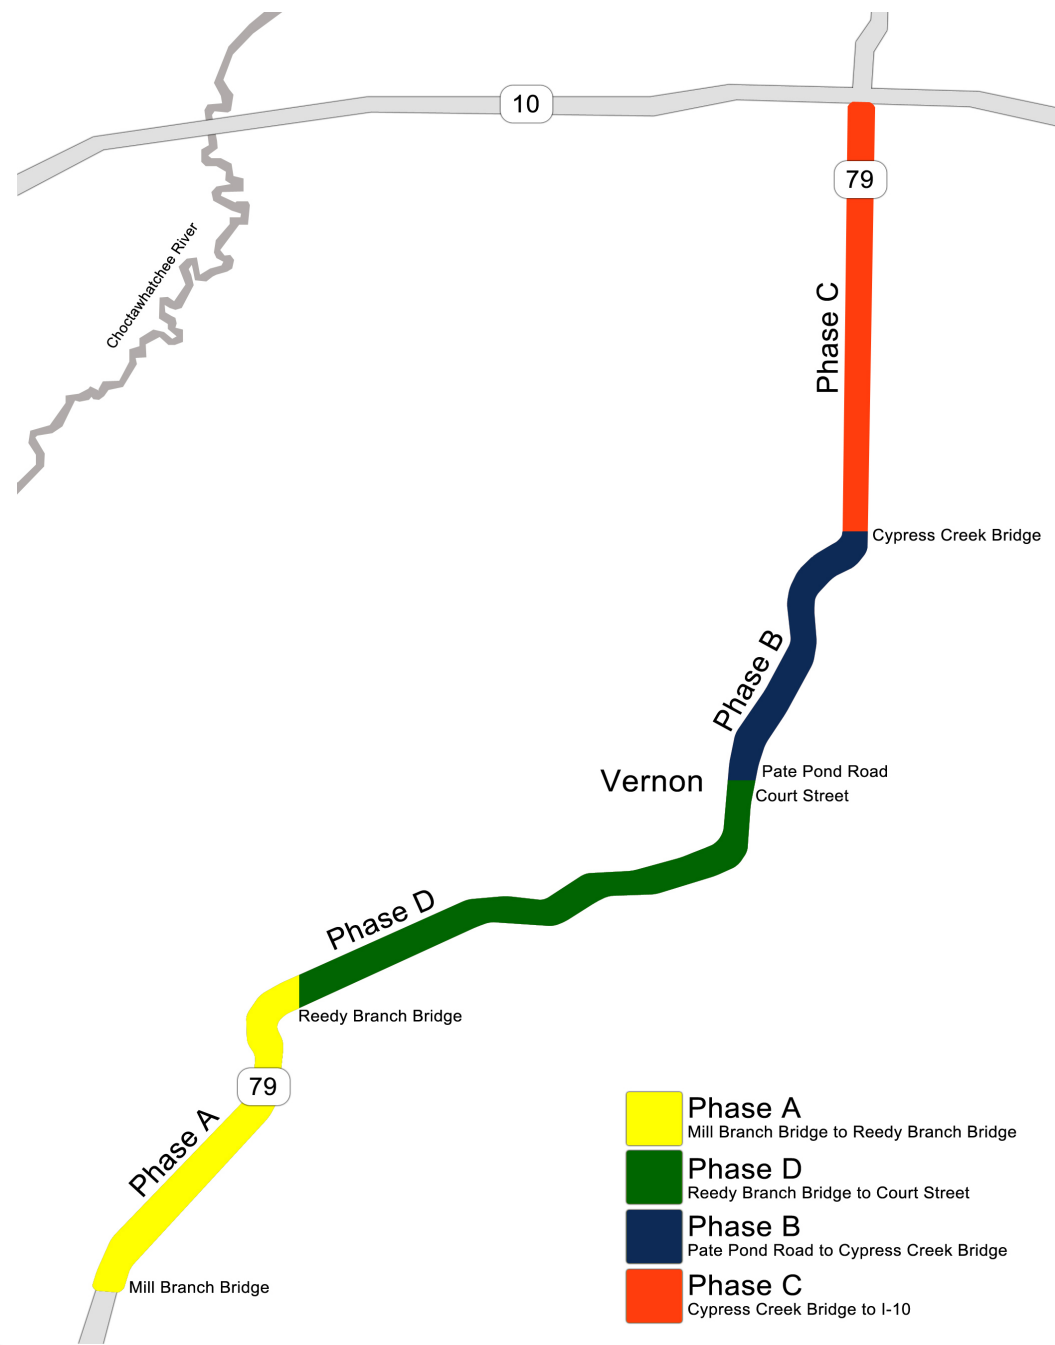 10
79
Choctawhatchee River
Phase C
Cypress Creek Bridge
Phase B
Vernon
Pate Pond Road
Court Street
Phase D
Reedy Branch Bridge
79
Phase A
Mill Branch Bridge
Phase A
Mill Branch Bridge to Reedy Branch Bridge
Phase D
Reedy Branch Bridge to Court Street
Phase B
Pate Pond Road to Cypress Creek Bridge
Phase C
Cypress Creek Bridge to I-10